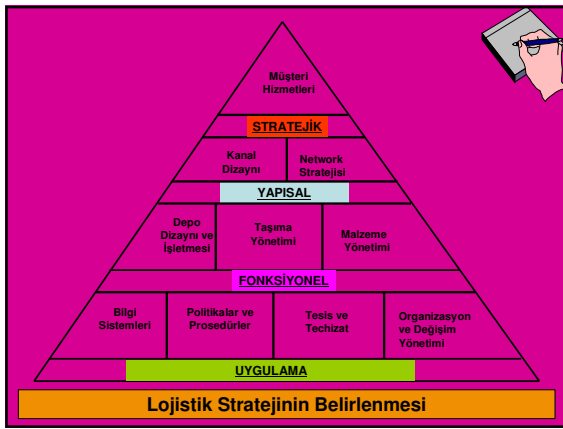 Müşteri
Hizmetleri
STRATEJİK
Kanal
Dizaynı
Network
Stratejisi
YAPISAL
Depo
Dizaynı ve
İşletmesi
Taşıma
Yönetimi
Malzeme
Yönetimi
FONKSİYONEL
Bilgi
Sistemleri
Politikalar ve
Prosedürler
Tesis ve
Techizat
Organizasyon
ve Değişim
Yönetimi
UYGULAMA
Lojistik Stratejinin Belirlenmesi